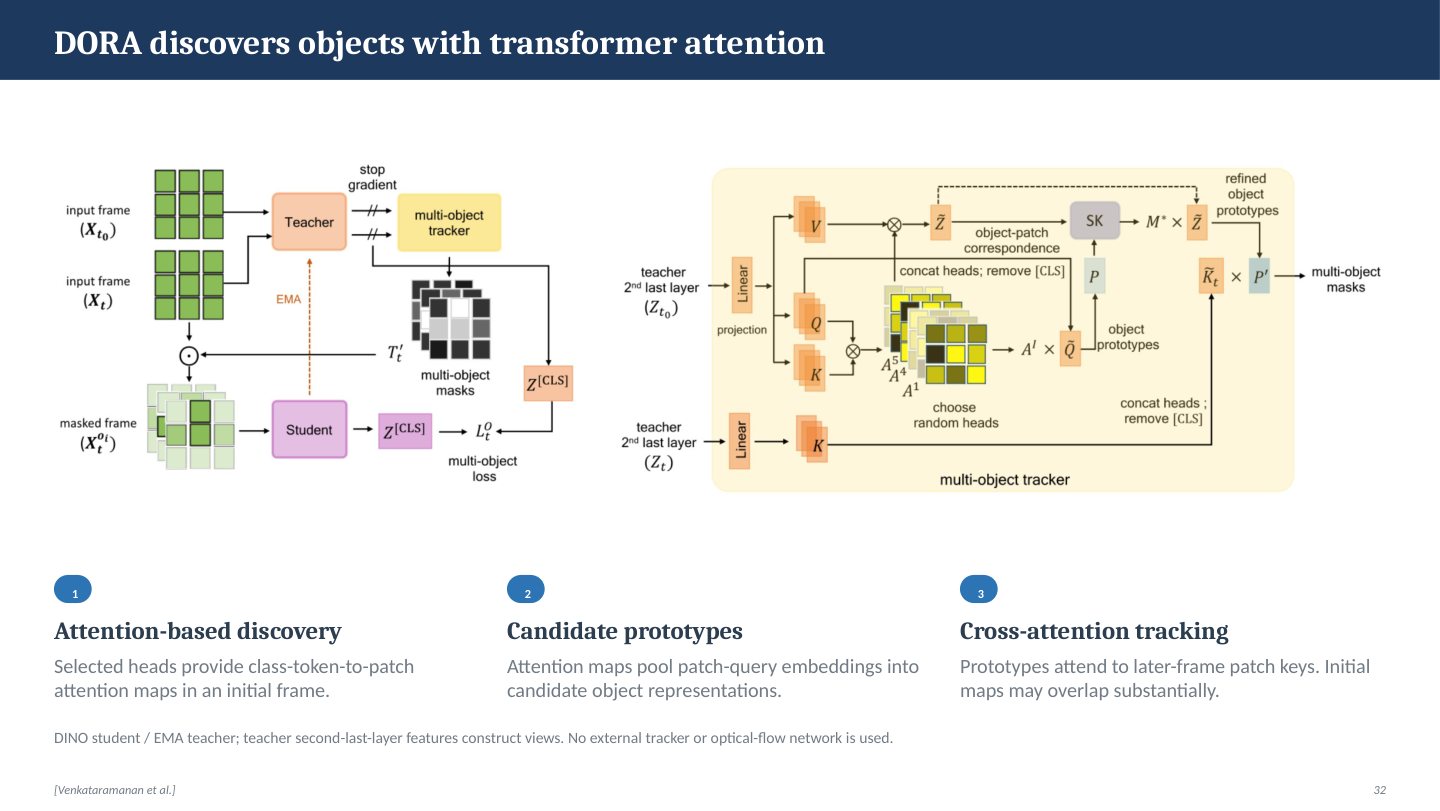 DORA discovers objects with transformer attention
input frame
(X_{t_0})
input frame
(X_t)
Teacher
stop
gradient
multi-object
tracker
EMA
T'_t
multi-object
masks
Z^{[CLS]}
masked frame
(X_t^{o_i})
Student
Z^{[CLS]}
L_t^O
multi-object
loss
teacher
2nd last layer
(Z_{t_0})
Linear
projection
V
Q
K
Z̃
object-patch
correspondence
SK
M* × Z̃
refined
object
prototypes
concat heads; remove [CLS]
P
K̃_t × P'
multi-object
masks
A^5
A^4
A^1
choose
random heads
A^I × Q̃
object
prototypes
teacher
2nd last layer
(Z_t)
Linear
K
concat heads ;
remove [CLS]
multi-object tracker
1
Attention-based discovery
Selected heads provide class-token-to-patch
attention maps in an initial frame.
2
Candidate prototypes
Attention maps pool patch-query embeddings into
candidate object representations.
3
Cross-attention tracking
Prototypes attend to later-frame patch keys. Initial
maps may overlap substantially.
DINO student / EMA teacher; teacher second-last-layer features construct views. No external tracker or optical-flow network is used.
[Venkataramanan et al.]
32